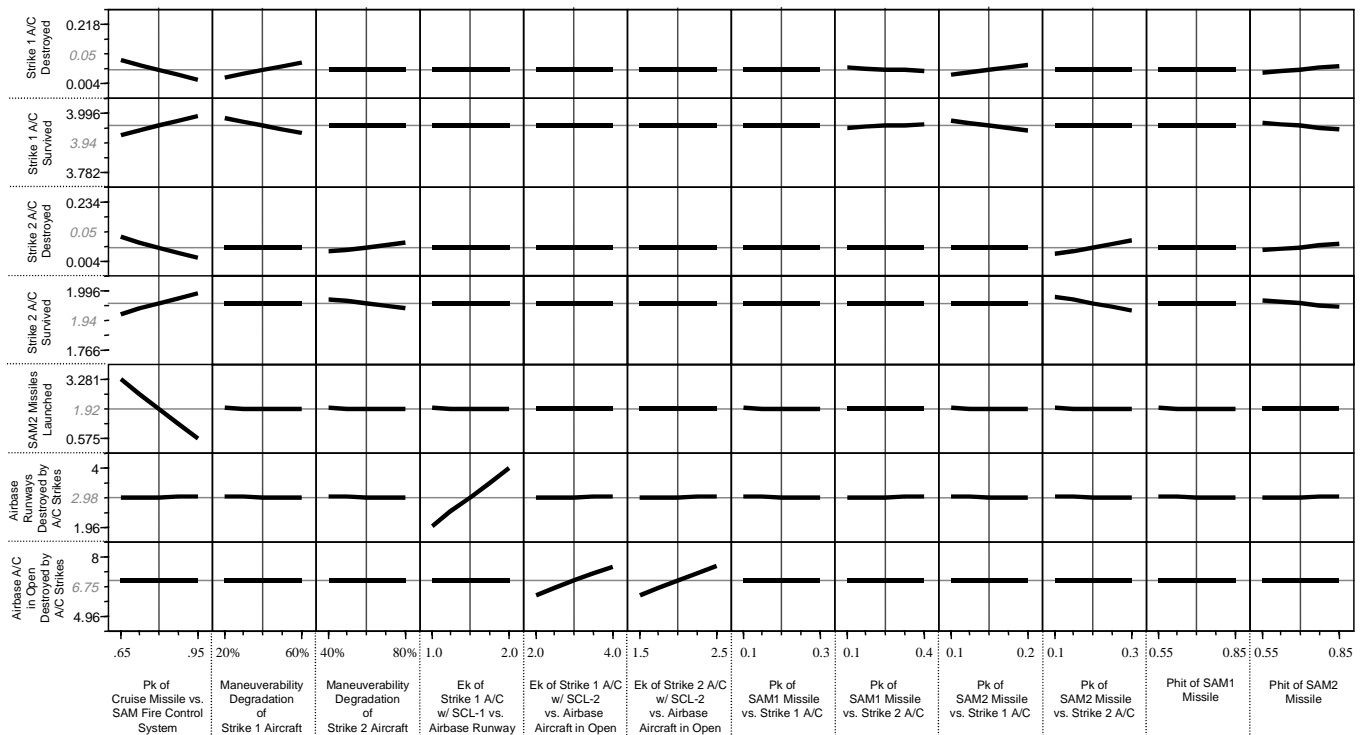 Strike 1 A/C
Destroyed
0.218
0.05
0.004
Strike 1 A/C
Survived
3.996
3.94
3.782
Strike 2 A/C
Destroyed
0.234
0.05
0.004
Strike 2 A/C
Survived
1.996
1.94
1.766
SAM2 Missiles
Launched
3.281
1.92
0.575
Airbase
Runways
Destroyed by
A/C Strikes
4
2.98
1.96
Airbase A/C
in Open
Destroyed by
A/C Strikes
8
6.75
4.96
.65 .95 20% 60% 40% 80% 1.0 2.0 2.0 4.0 1.5 2.5 0.1 0.3 0.1 0.4 0.1 0.2 0.1 0.3 0.55 0.85 0.55 0.85
Pk of
Cruise Missile vs.
SAM Fire Control
System
Maneuverability
Degradation
of
Strike 1 Aircraft
Maneuverability
Degradation
of
Strike 2 Aircraft
Ek of
Strike 1 A/C
w/ SCL-1 vs.
Airbase Runway
Ek of Strike 1 A/C
w/ SCL-2
vs. Airbase
Aircraft in Open
Ek of Strike 2 A/C
w/ SCL-2
vs. Airbase
Aircraft in Open
Pk of
SAM1 Missile
vs. Strike 1 A/C
Pk of
SAM1 Missile
vs. Strike 2 A/C
Pk of
SAM2 Missile
vs. Strike 1 A/C
Pk of
SAM2 Missile
vs. Strike 2 A/C
Phit of SAM1
Missile
Phit of SAM2
Missile